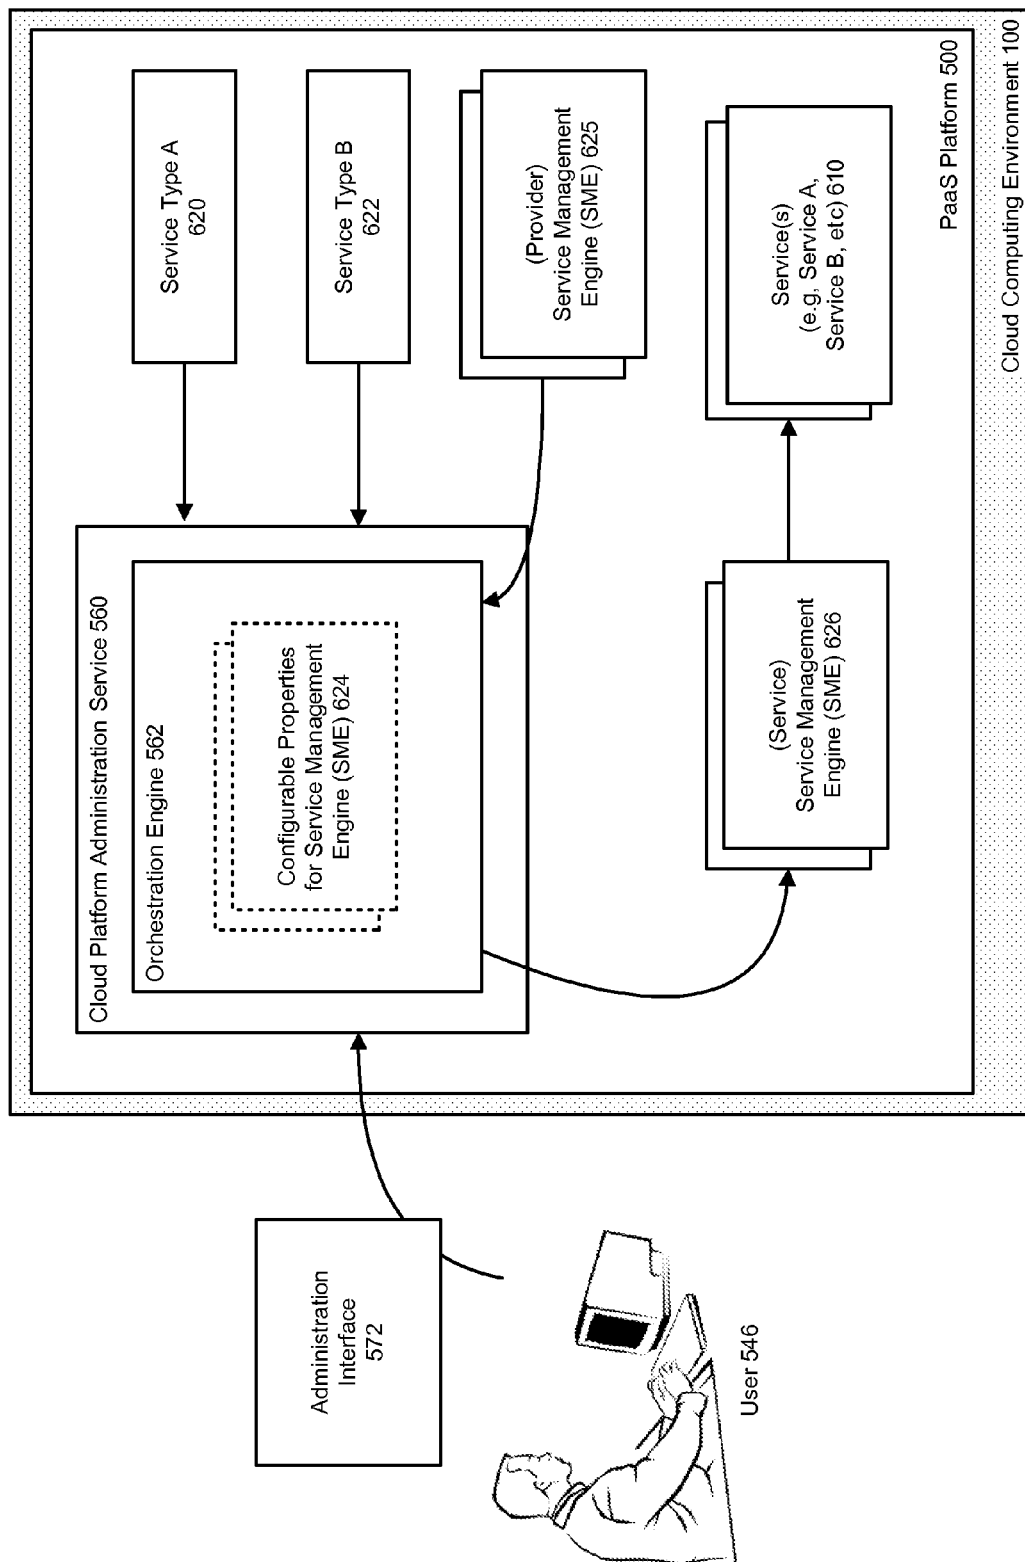 Cloud Computing Environment 100
PaaS Platform 500
Cloud Platform Administration Service 560
Orchestration Engine 562
Configurable Properties
for Service Management
Engine (SME) 624
Service Type A
620
Service Type B
622
(Provider)
Service Management
Engine (SME) 625
(Service)
Service Management
Engine (SME) 626
Service(s)
(e.g, Service A,
Service B, etc) 610
Administration
Interface
572
User 546